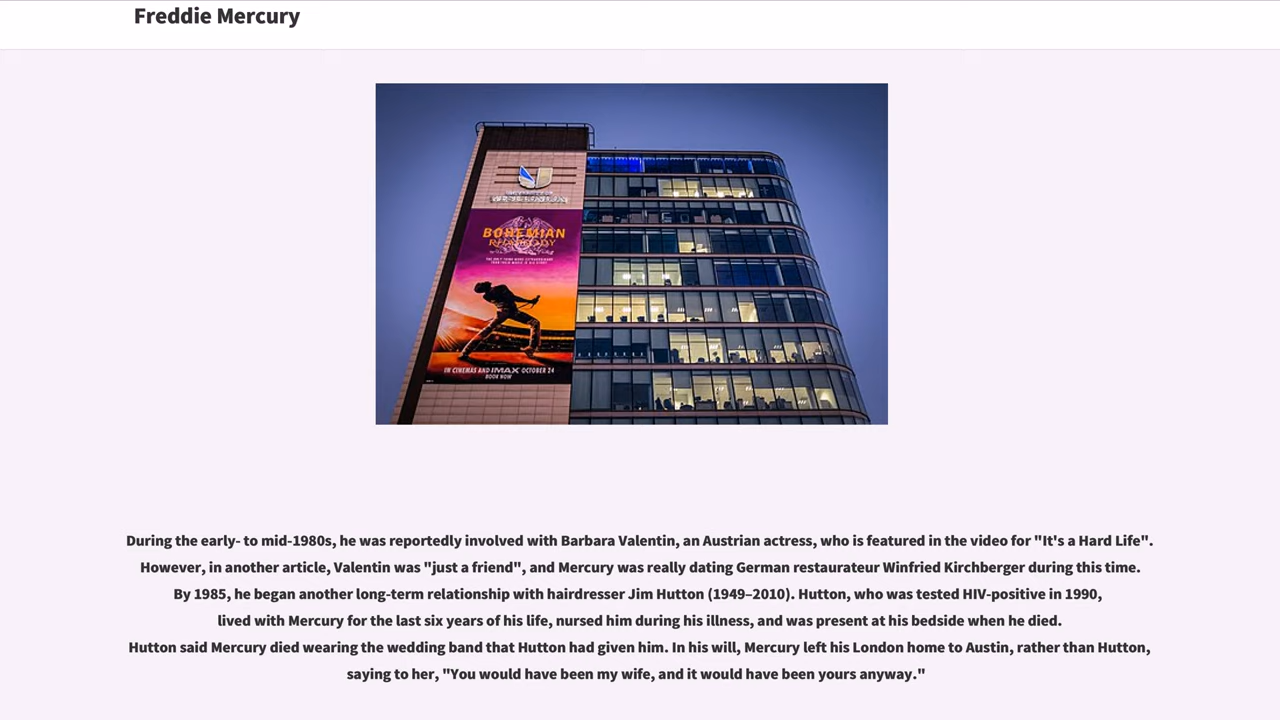 Freddie Mercury
BOHEMIAN
RHAPSODY
IN CINEMAS AND IMAX OCTOBER 24
BOOK NOW
During the early- to mid-1980s, he was reportedly involved with Barbara Valentin, an Austrian actress, who is featured in the video for "It's a Hard Life".
However, in another article, Valentin was "just a friend", and Mercury was really dating German restaurateur Winfried Kirchberger during this time.
By 1985, he began another long-term relationship with hairdresser Jim Hutton (1949–2010). Hutton, who was tested HIV-positive in 1990,
lived with Mercury for the last six years of his life, nursed him during his illness, and was present at his bedside when he died.
Hutton said Mercury died wearing the wedding band that Hutton had given him. In his will, Mercury left his London home to Austin, rather than Hutton,
saying to her, "You would have been my wife, and it would have been yours anyway."